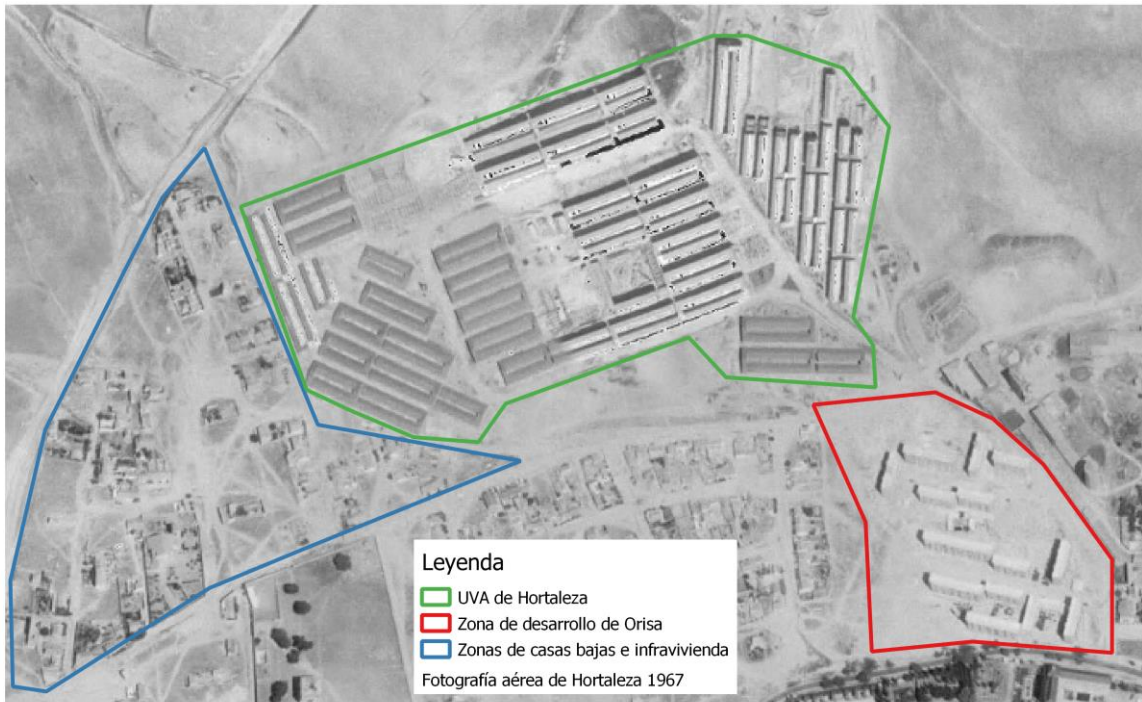 Leyenda
UVA de Hortaleza
Zona de desarrollo de Orisa
Zonas de casas bajas e infravivienda
Fotografía aérea de Hortaleza 1967